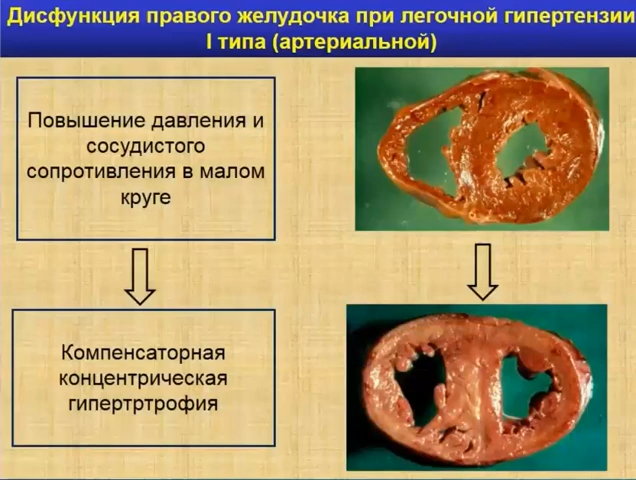 Дисфункция правого желудочка при легочной гипертензии
I типа (артериальной)
Повышение давления и
сосудистого
сопротивления в малом
круге
Компенсаторная
концентрическая
гипертртрофия